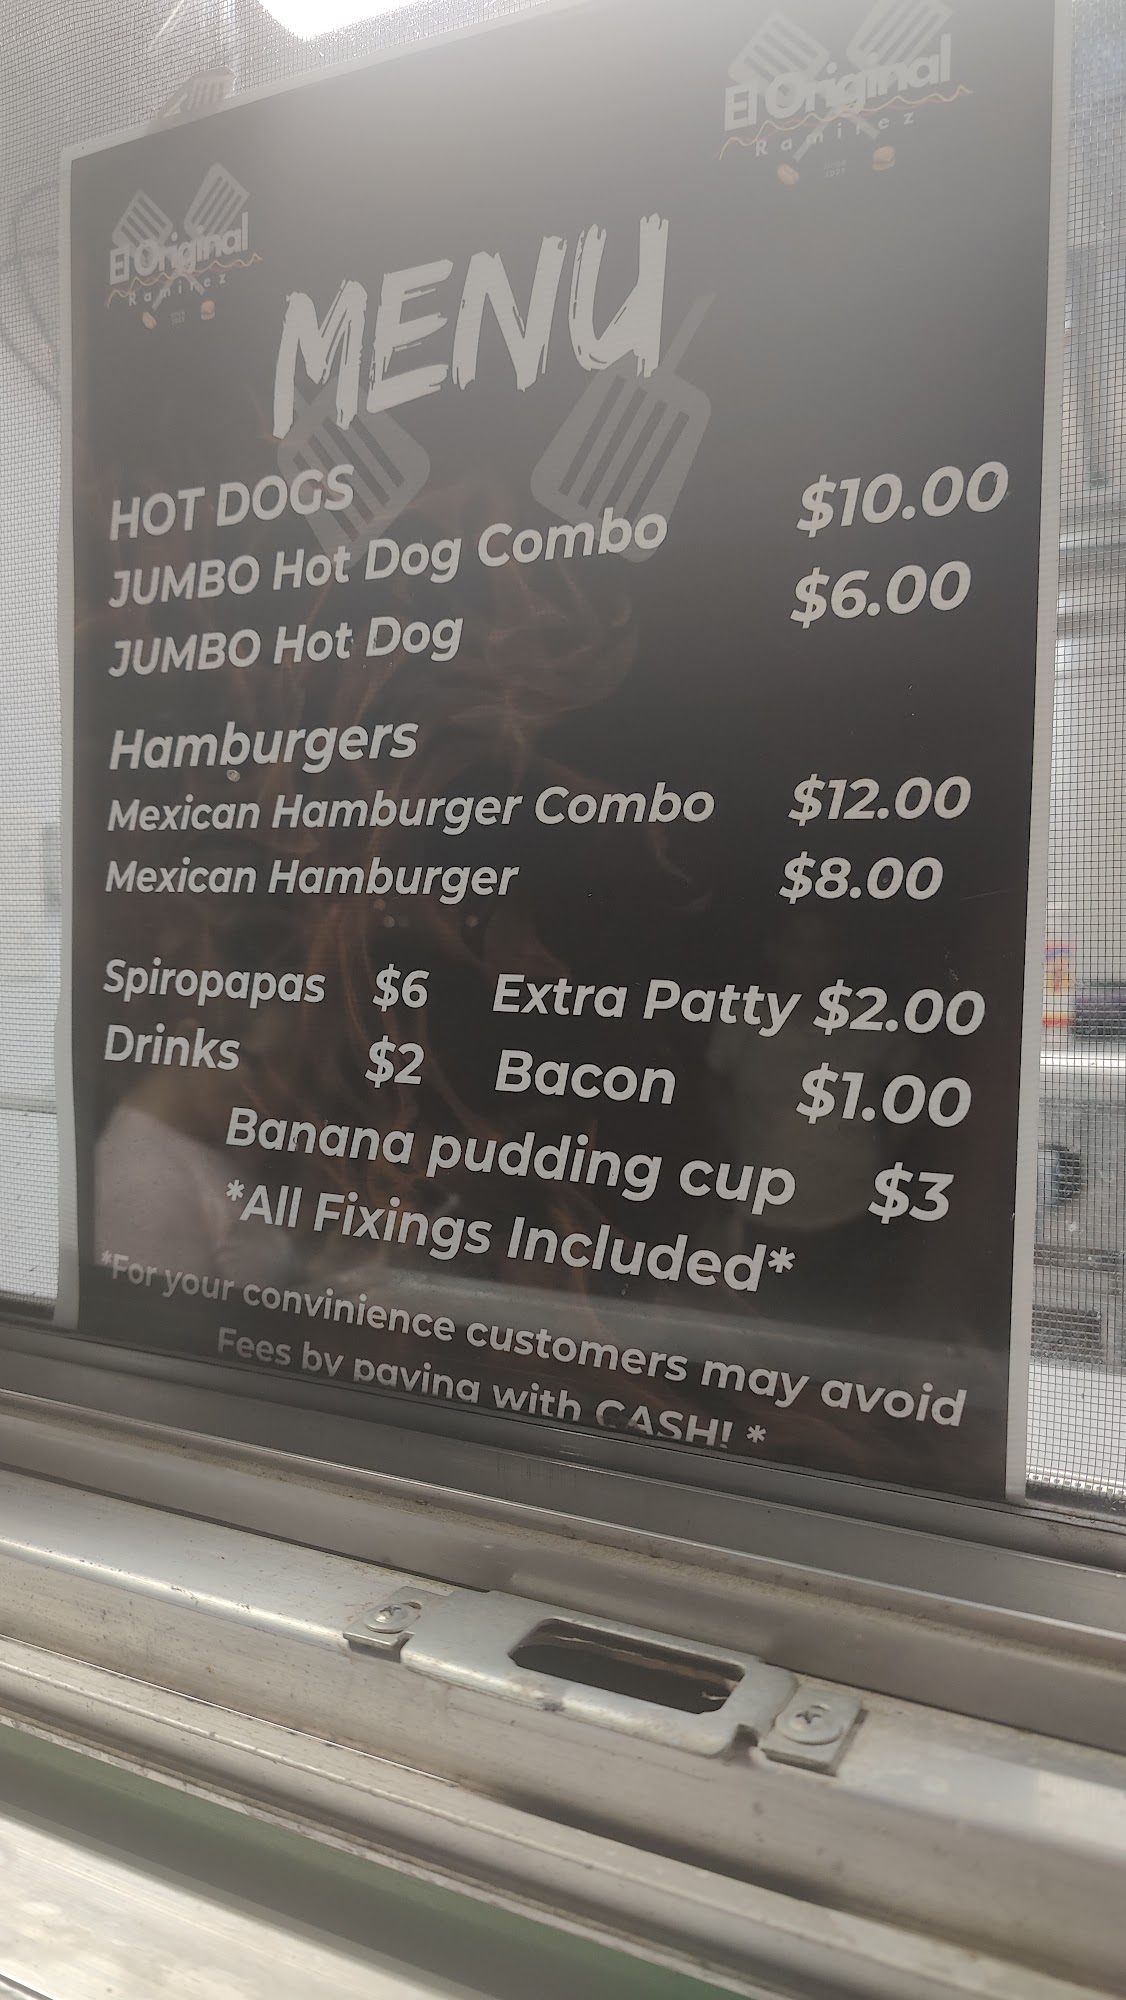 El Original
Ramirez
El Original
Ramirez
MENU
HOT DOGS
JUMBO Hot Dog Combo $10.00
JUMBO Hot Dog $6.00
Hamburgers
Mexican Hamburger Combo $12.00
Mexican Hamburger $8.00
Spiropapas $6 Extra Patty $2.00
Drinks $2 Bacon $1.00
Banana pudding cup $3
*All Fixings Included*
*For your convinience customers may avoid
Fees by paying with CASH! *